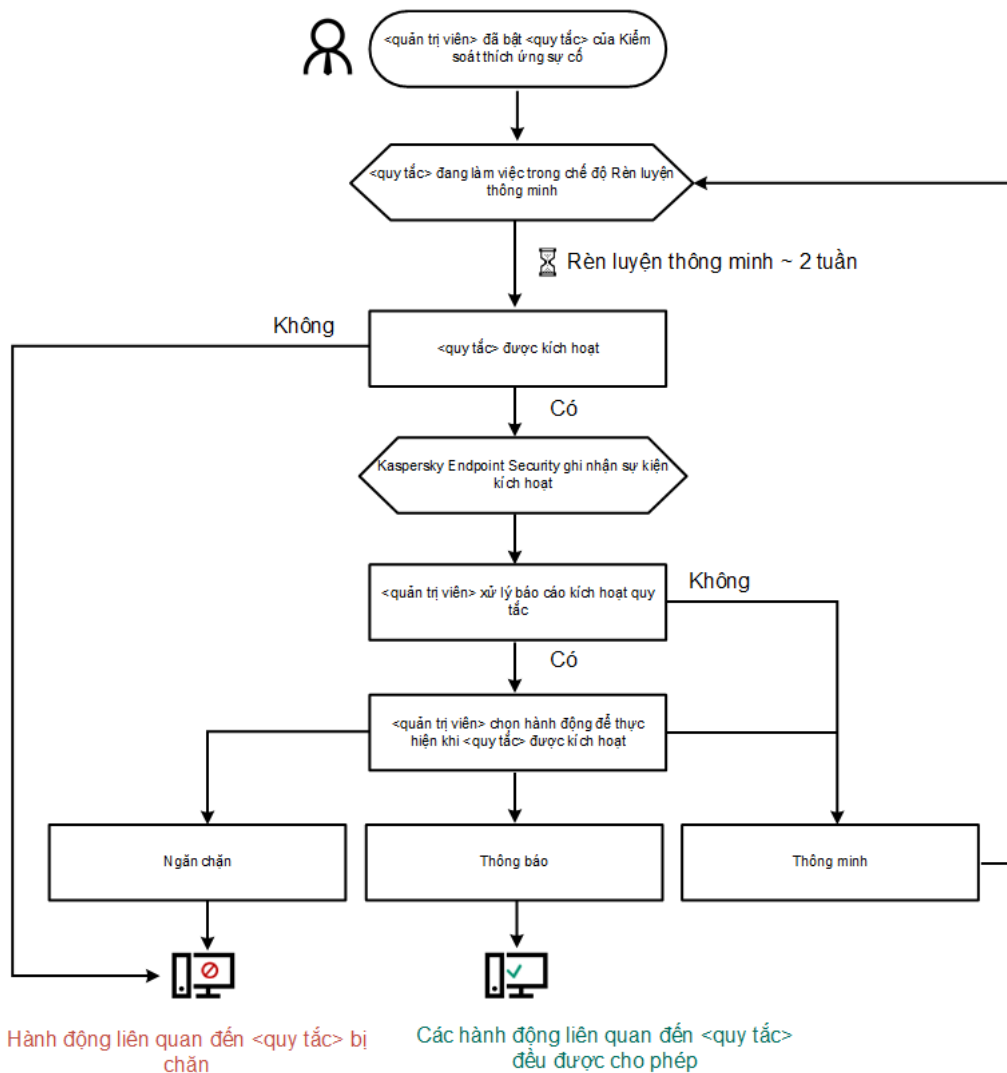 <quản trị viên> đã bật <quy tắc> của Kiểm
soát thích ứng sự cố
<quy tắc> đang làm việc trong chế độ Rèn luyện
thông minh
Rèn luyện thông minh ~ 2 tuần
Không
<quy tắc> được kích hoạt
Có
Kaspersky Endpoint Security ghi nhận sự kiện
kích hoạt
<quản trị viên> xử lý báo cáo kích hoạt quy
tắc
Không
Có
<quản trị viên> chọn hành động để thực
hiện khi <quy tắc> được kích hoạt
Ngăn chặn
Thông báo
Thông minh
Hành động liên quan đến <quy tắc> bị
chặn
Các hành động liên quan đến <quy tắc>
đều được cho phép